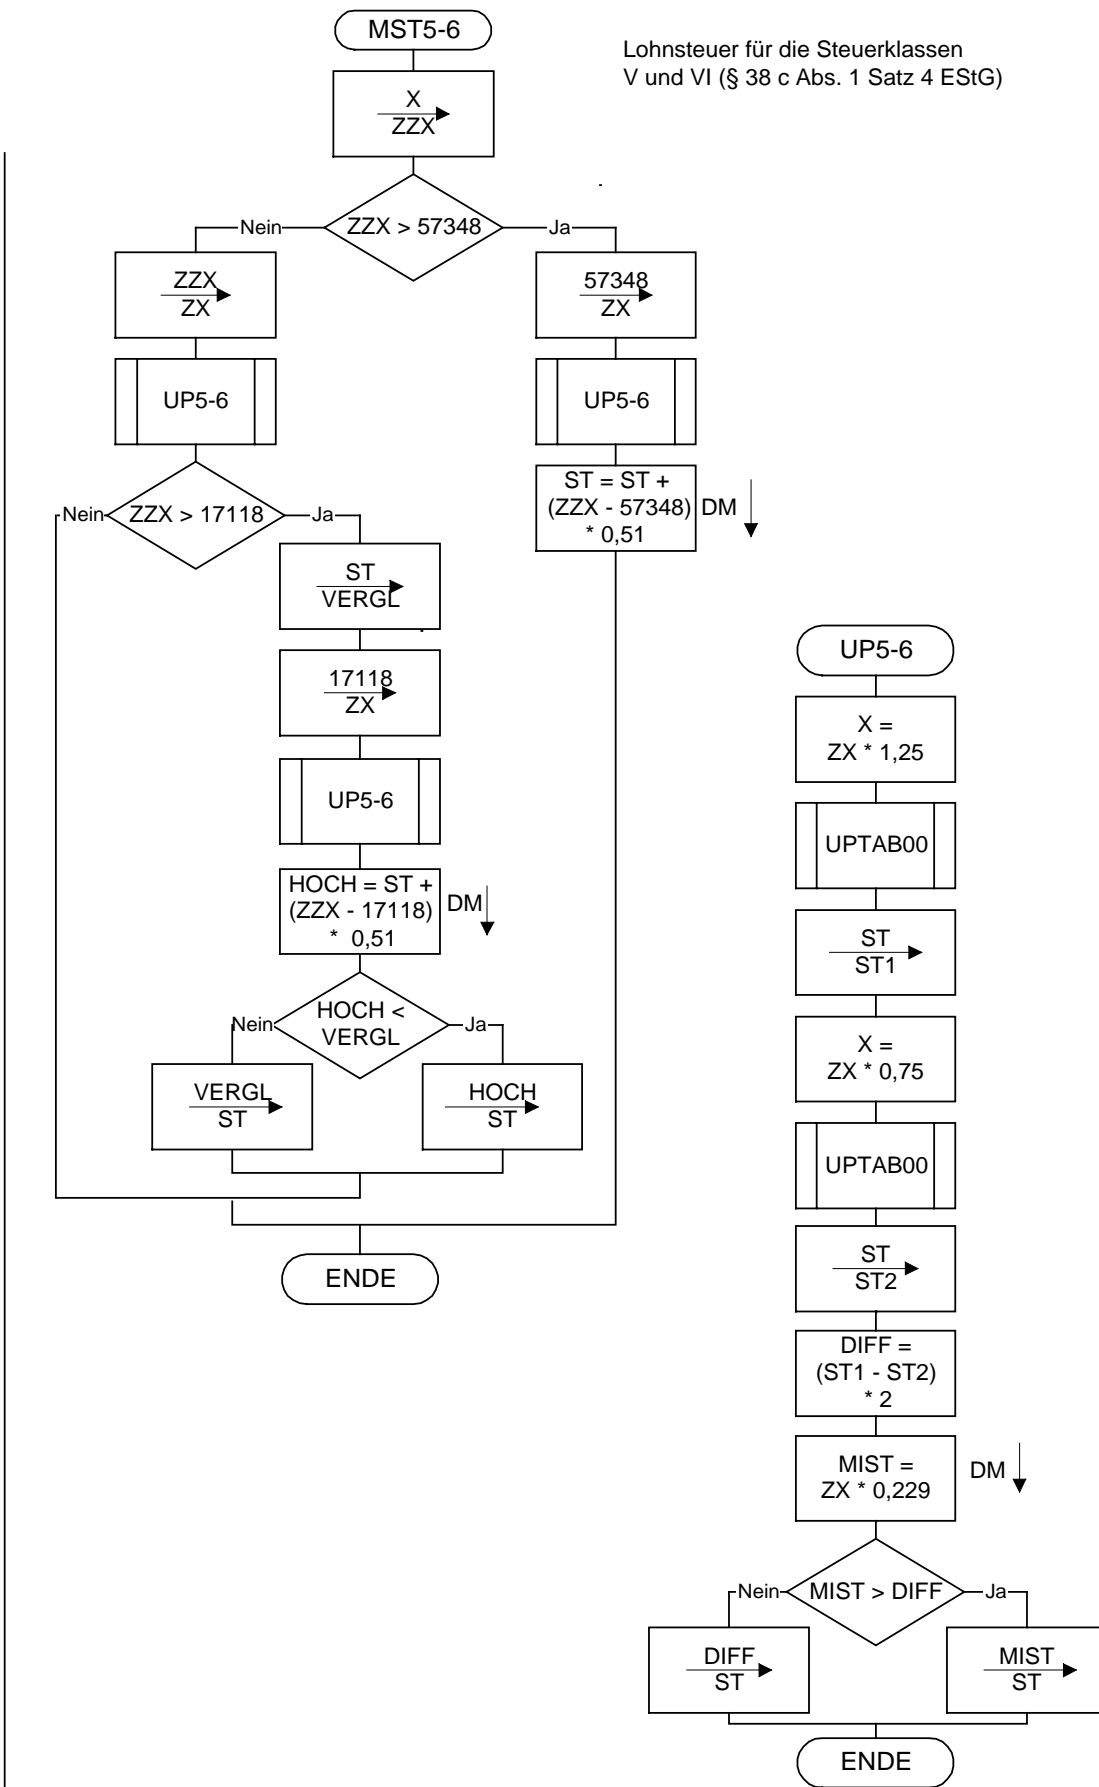 MST5-6
Lohnsteuer für die Steuerklassen
V und VI (§ 38 c Abs. 1 Satz 4 EStG)
X
ZZX
Nein
ZZX > 57348
Ja
ZZX
ZX
57348
ZX
UP5-6
UP5-6
Nein
ZZX > 17118
Ja
ST = ST +
(ZZX - 57348)
* 0,51
DM
ST
VERGL
17118
ZX
UP5-6
HOCH = ST +
(ZZX - 17118)
* 0,51
DM
Nein
HOCH <
VERGL
Ja
VERGL
ST
HOCH
ST
ENDE
UP5-6
X =
ZX * 1,25
UPTAB00
ST
ST1
X =
ZX * 0,75
UPTAB00
ST
ST2
DIFF =
(ST1 - ST2)
* 2
MIST =
ZX * 0,229
DM
Nein
MIST > DIFF
Ja
DIFF
ST
MIST
ST
ENDE